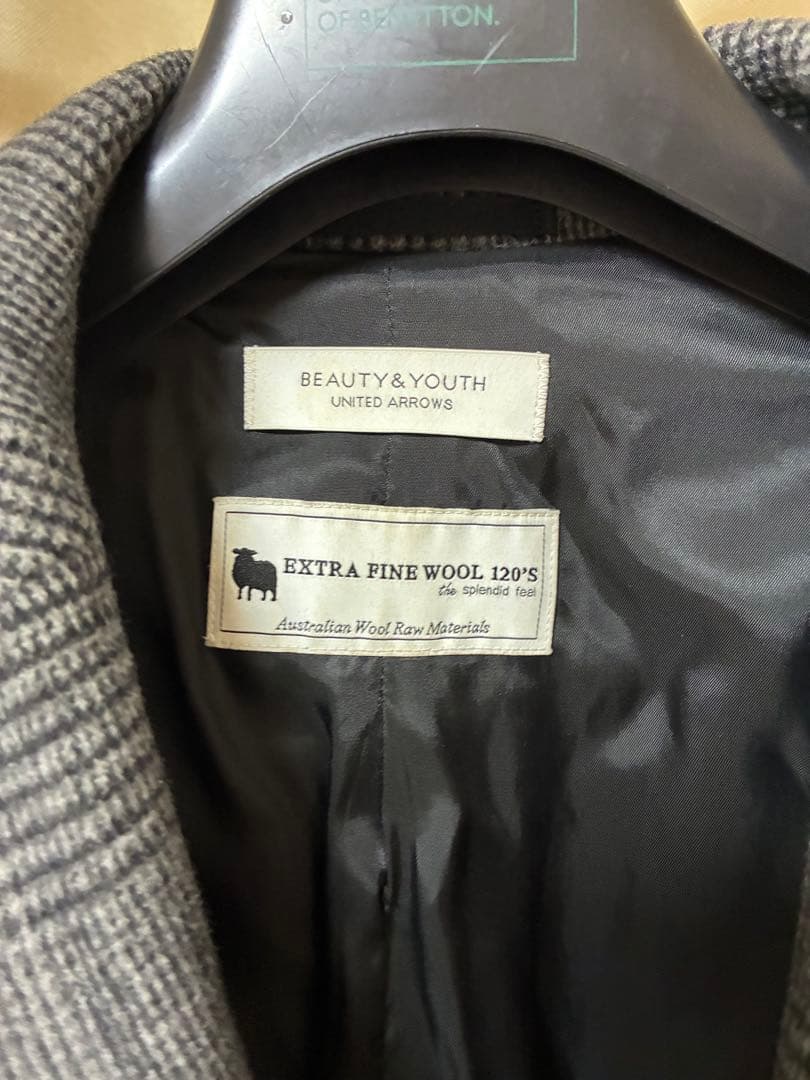 OF BENETTON.
BEAUTY&YOUTH
UNITED ARROWS
EXTRA FINE WOOL 120'S
the splendid feel
Australian Wool Raw Materials